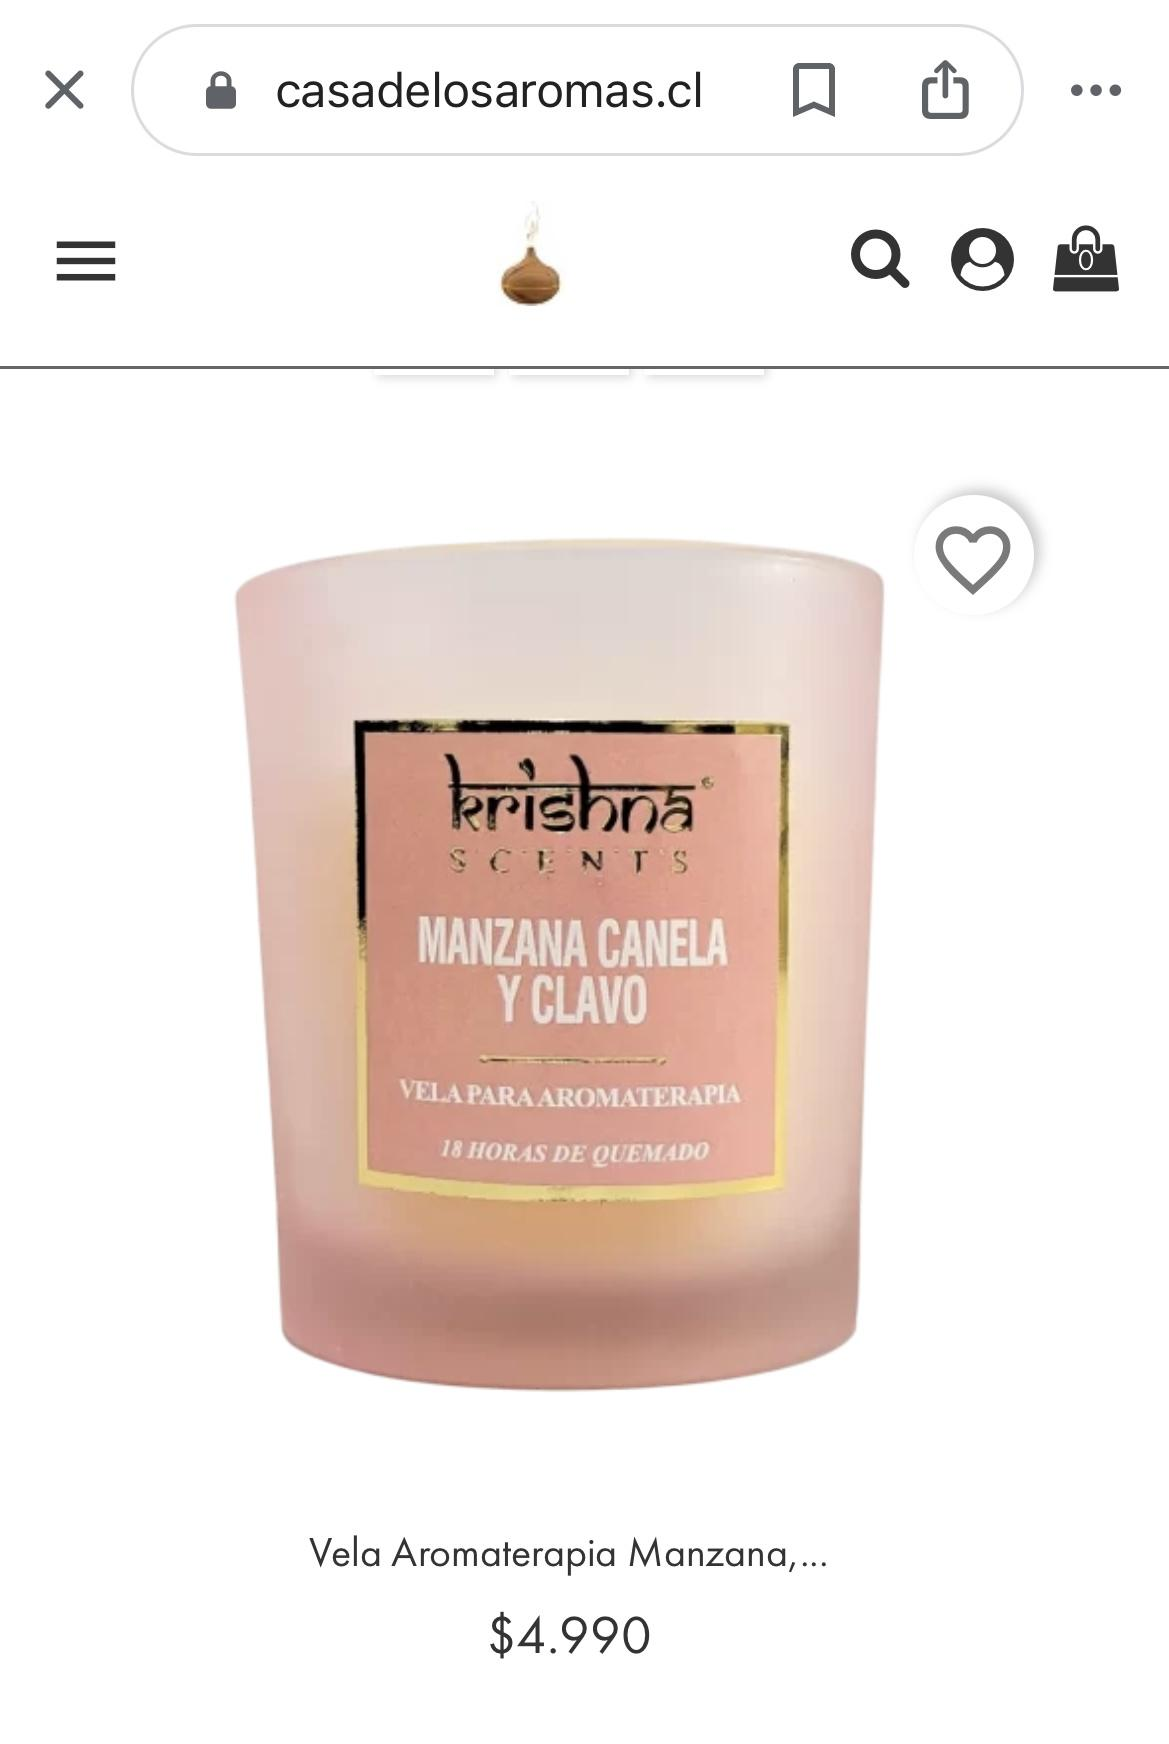 casadelosaromas.cl
0
krishna®
SCENTS
MANZANA CANELA
Y CLAVO
VELA PARA AROMATERAPIA
18 HORAS DE QUEMADO
Vela Aromaterapia Manzana,...
$4.990